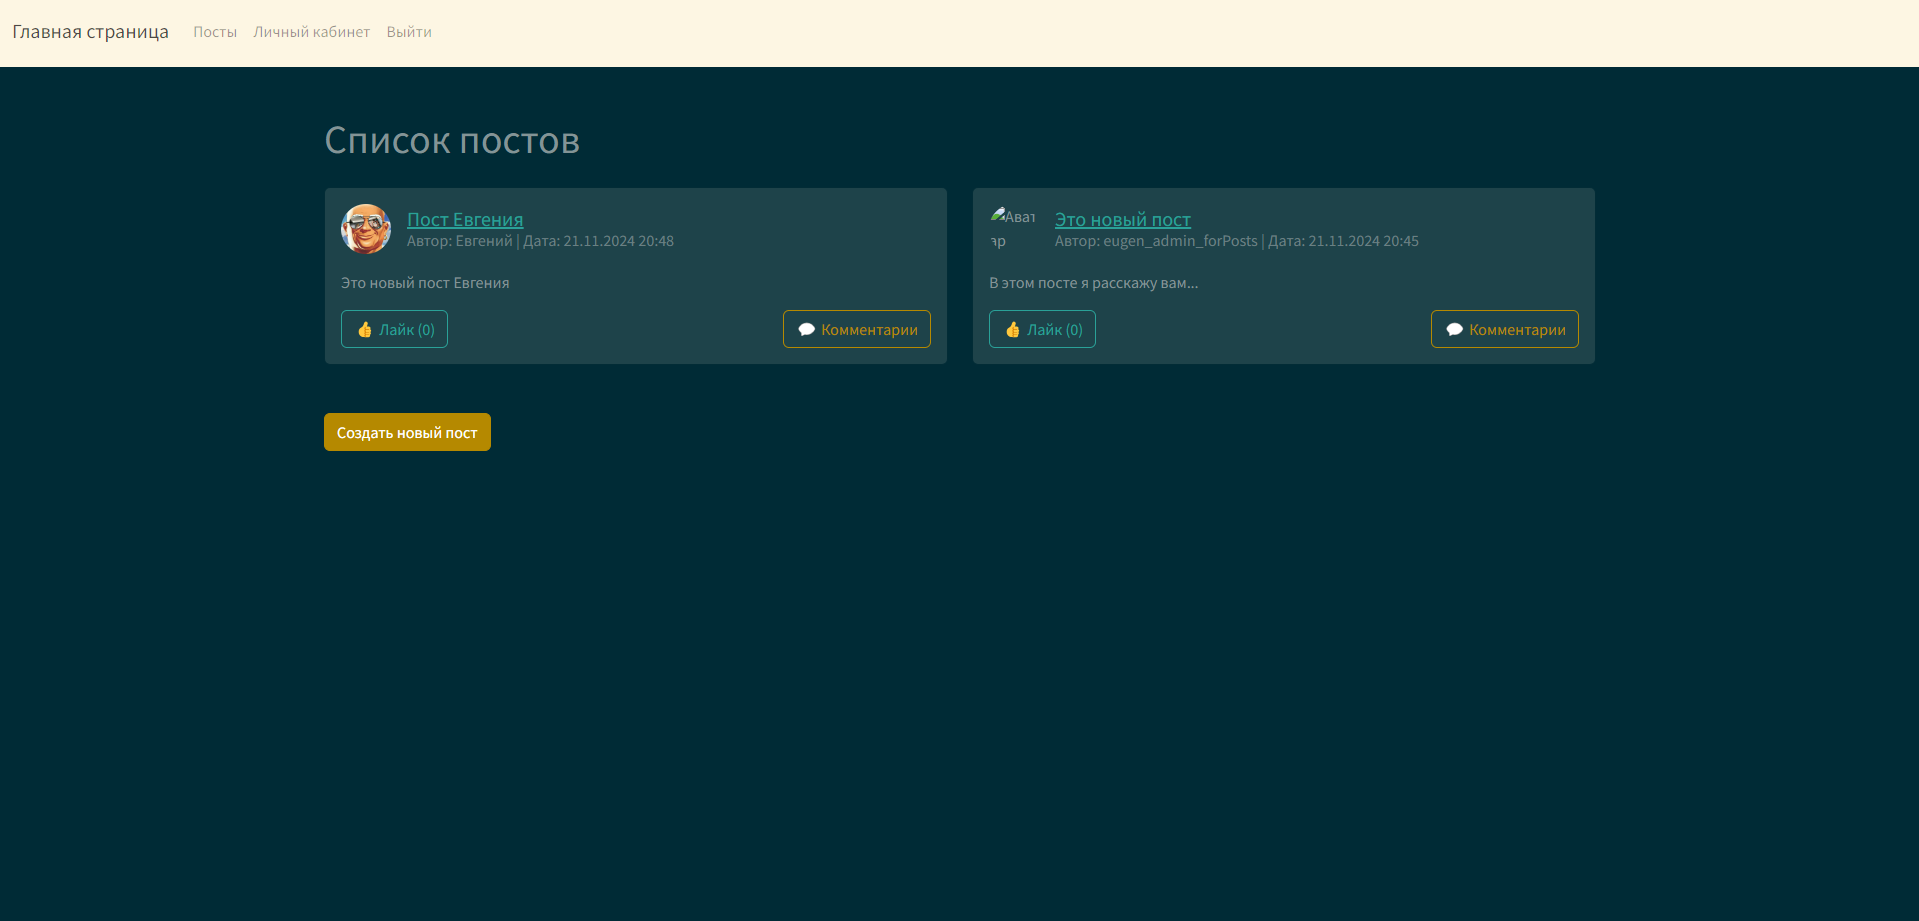 Главная страница Посты Личный кабинет Выйти
Список постов
Пост Евгения
Автор: Евгений | Дата: 21.11.2024 20:48
Это новый пост Евгения
👍 Лайк (0) 💬 Комментарии
Ават
ар
Это новый пост
Автор: eugen_admin_forPosts | Дата: 21.11.2024 20:45
В этом посте я расскажу вам...
👍 Лайк (0) 💬 Комментарии
Создать новый пост